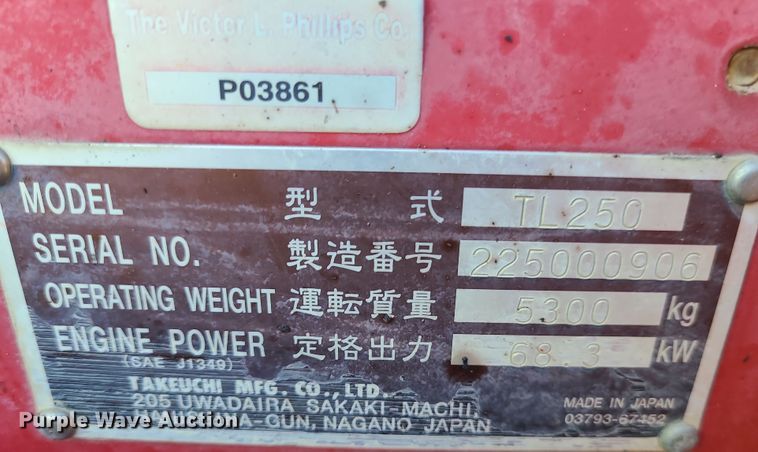 The Victor L. Phillips Co.
P03861
MODEL 型 式 TL250
SERIAL NO. 製造番号 225000906
OPERATING WEIGHT 運転質量 5300 kg
ENGINE POWER 定格出力 68.3 kW
(SAE J1349)
TAKEUCHI MFG. CO., LTD.
205 UWADAIRA SAKAKI-MACHI,
NAGANO JAPAN
MADE IN JAPAN
03793-67452
Purple Wave Auction